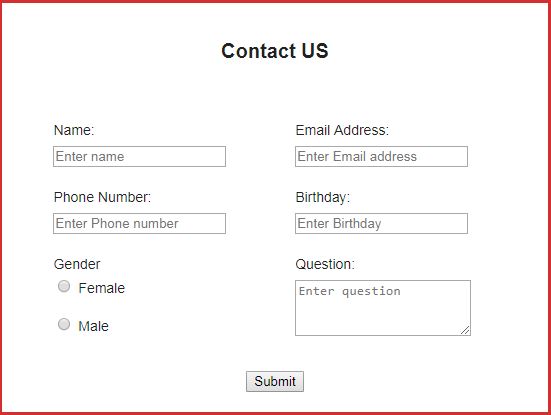 Contact US
Name:
Email Address:
Enter name
Enter Email address
Phone Number:
Birthday:
Enter Phone number
Enter Birthday
Gender
Question:
Female
Enter question
Male
Submit